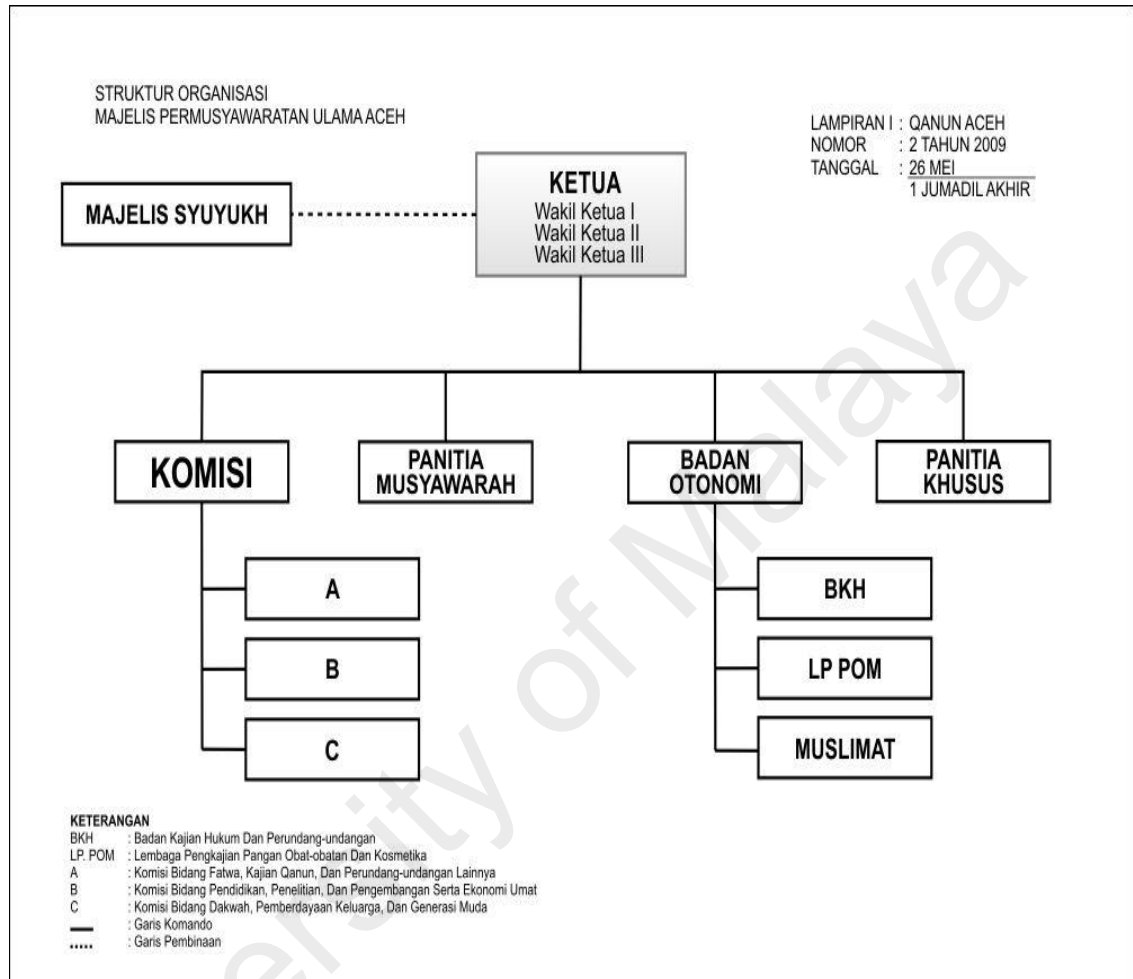 STRUKTUR ORGANISASI
MAJELIS PERMUSYAWARATAN ULAMA ACEH
LAMPIRAN I : QANUN ACEH
NOMOR : 2 TAHUN 2009
TANGGAL : 26 MEI
1 JUMADIL AKHIR
MAJELIS SYUYUKH
KETUA
Wakil Ketua I
Wakil Ketua II
Wakil Ketua III
KOMISI
PANITIA
MUSYAWARAH
BADAN
OTONOMI
PANITIA
KHUSUS
A
B
C
BKH
LP POM
MUSLIMAT
KETERANGAN
BKH : Badan Kajian Hukum Dan Perundang-undangan
LP. POM : Lembaga Pengkajian Pangan Obat-obatan Dan Kosmetika
A : Komisi Bidang Fatwa, Kajian Qanun, Dan Perundang-undangan Lainnya
B : Komisi Bidang Pendidikan, Penelitian, Dan Pengembangan Serta Ekonomi Umat
C : Komisi Bidang Dakwah, Pemberdayaan Keluarga, Dan Generasi Muda
: Garis Komando
..... : Garis Pembinaan
ersity of Malaya